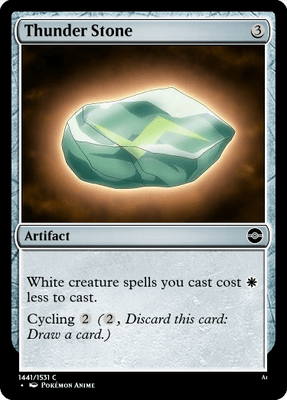 Thunder Stone 3
Artifact
White creature spells you cast cost
less to cast.
Cycling 2 (2, Discard this card:
Draw a card.)
1441/1531 C
Pokémon Anime